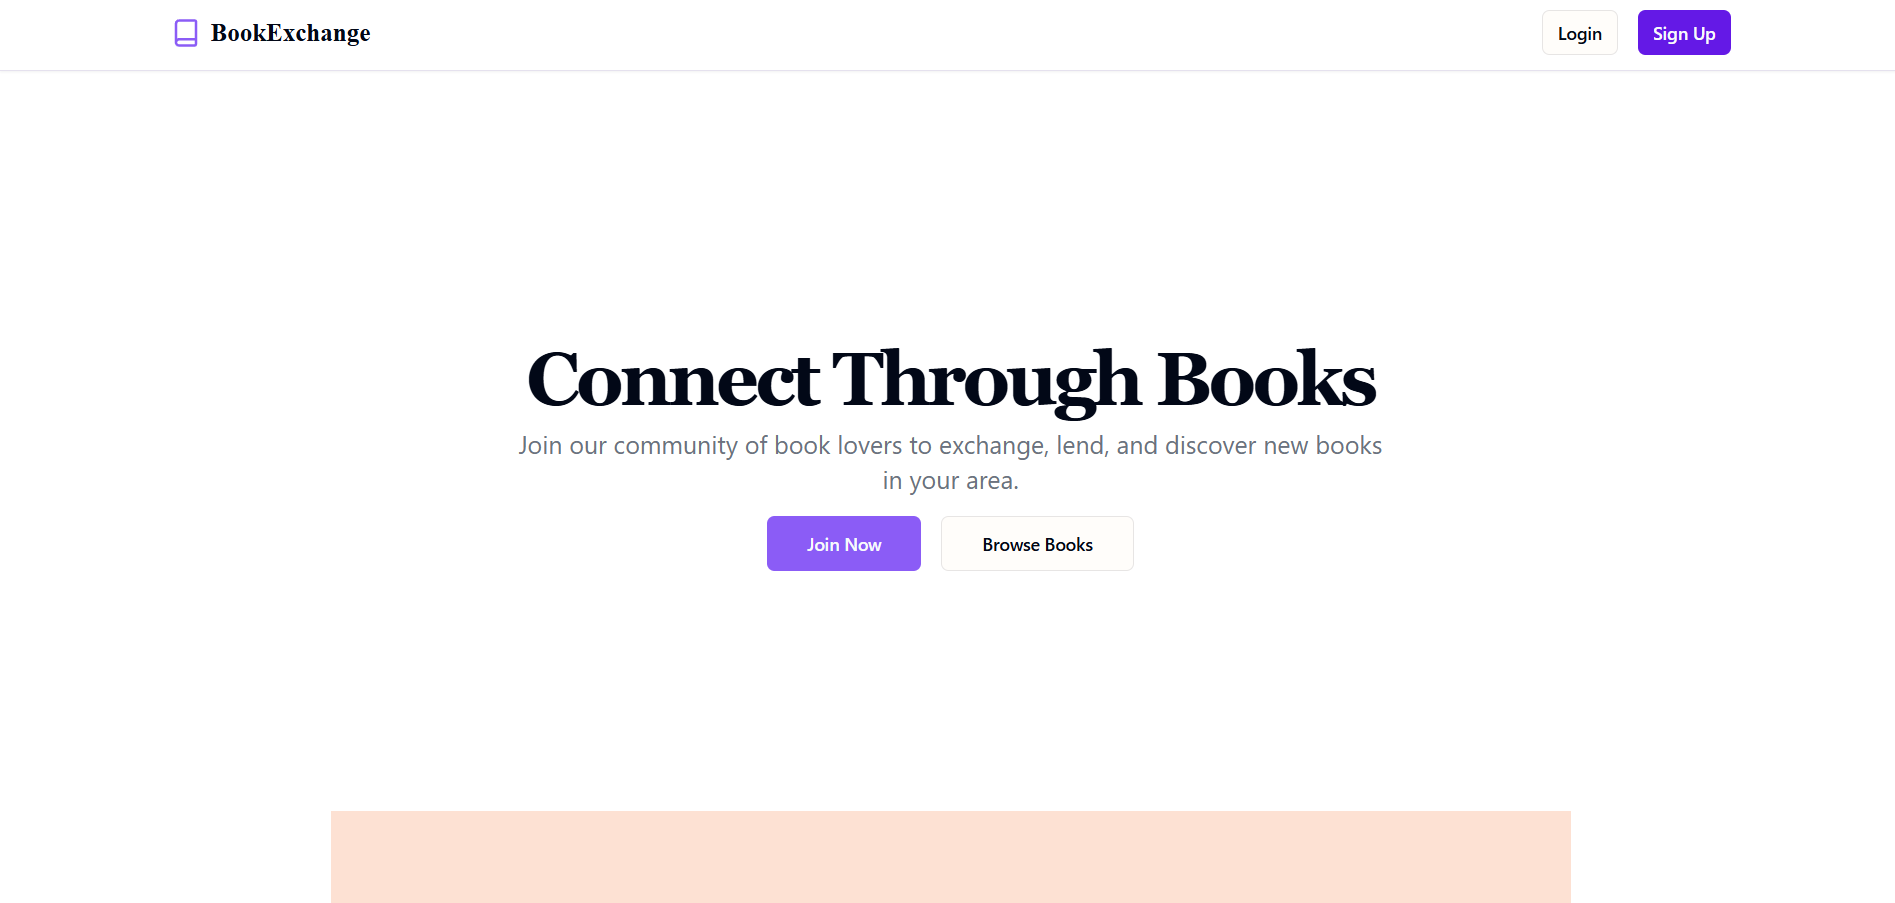 BookExchange
Login
Sign Up
Connect Through Books
Join our community of book lovers to exchange, lend, and discover new books
in your area.
Join Now
Browse Books